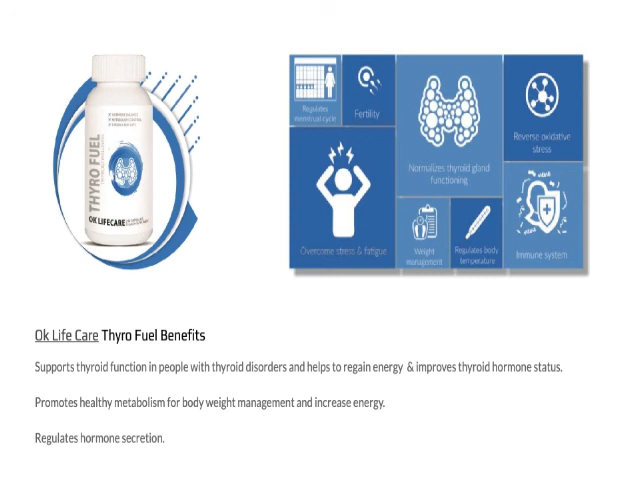 THYRO FUEL
OK LIFECARE
Regulates
menstrual cycle
Fertility
Normalizes thyroid gland
functioning
Reverse oxidative
stress
Overcome stress & fatigue
Weight
management
Regulates body
temperature
Immune system
Ok Life Care Thyro Fuel Benefits
Supports thyroid function in people with thyroid disorders and helps to regain energy & improves thyroid hormone status.
Promotes healthy metabolism for body weight management and increase energy.
Regulates hormone secretion.